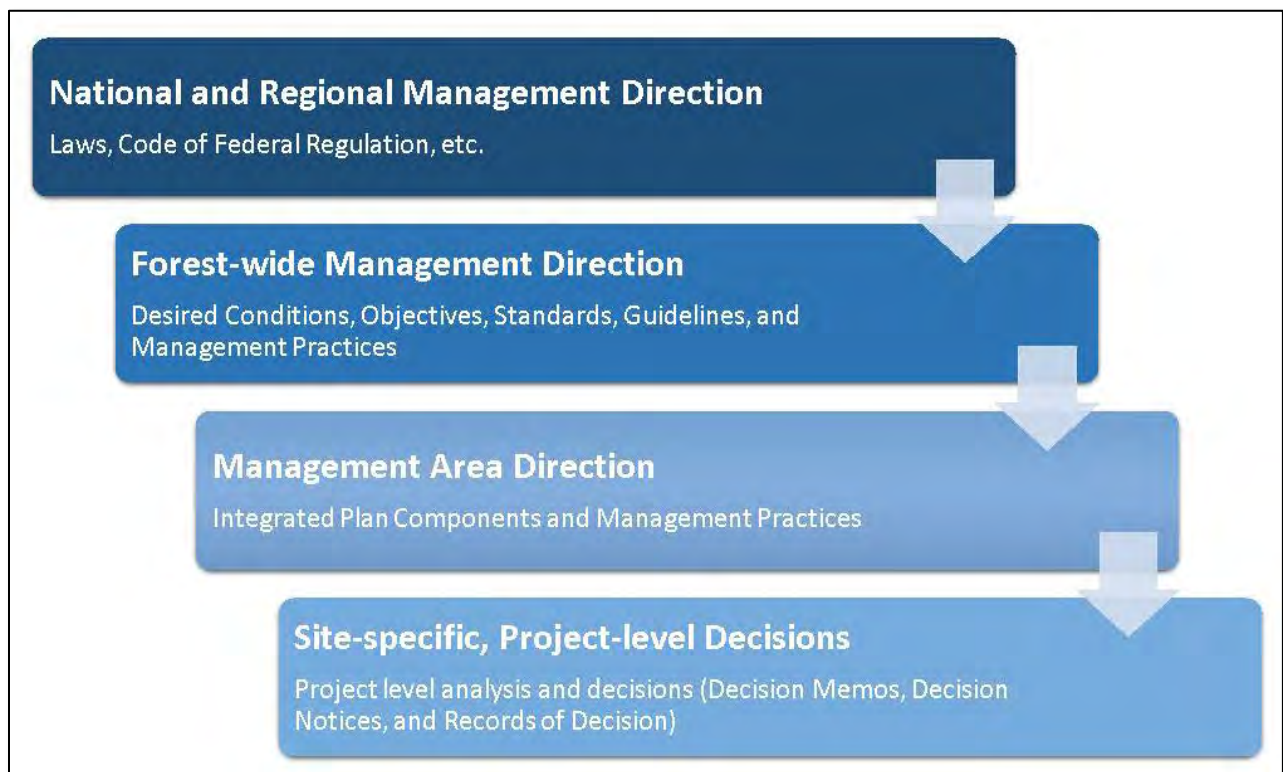 National and Regional Management Direction
Laws, Code of Federal Regulation, etc.
Forest-wide Management Direction
Desired Conditions, Objectives, Standards, Guidelines, and
Management Practices
Management Area Direction
Integrated Plan Components and Management Practices
Site-specific, Project-level Decisions
Project level analysis and decisions (Decision Memos, Decision
Notices, and Records of Decision)